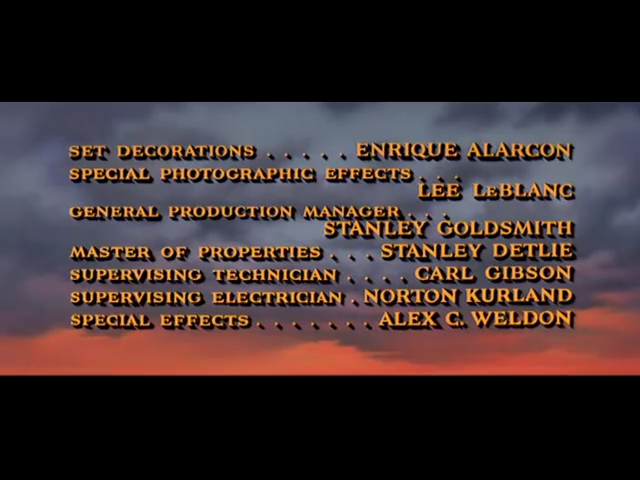 SET DECORATIONS . . . . . ENRIQUE ALARCON
SPECIAL PHOTOGRAPHIC EFFECTS . . .
LEE LeBLANC
GENERAL PRODUCTION MANAGER . . .
STANLEY GOLDSMITH
MASTER OF PROPERTIES . . . STANLEY DETLIE
SUPERVISING TECHNICIAN . . . . CARL GIBSON
SUPERVISING ELECTRICIAN . NORTON KURLAND
SPECIAL EFFECTS . . . . . . . ALEX C. WELDON